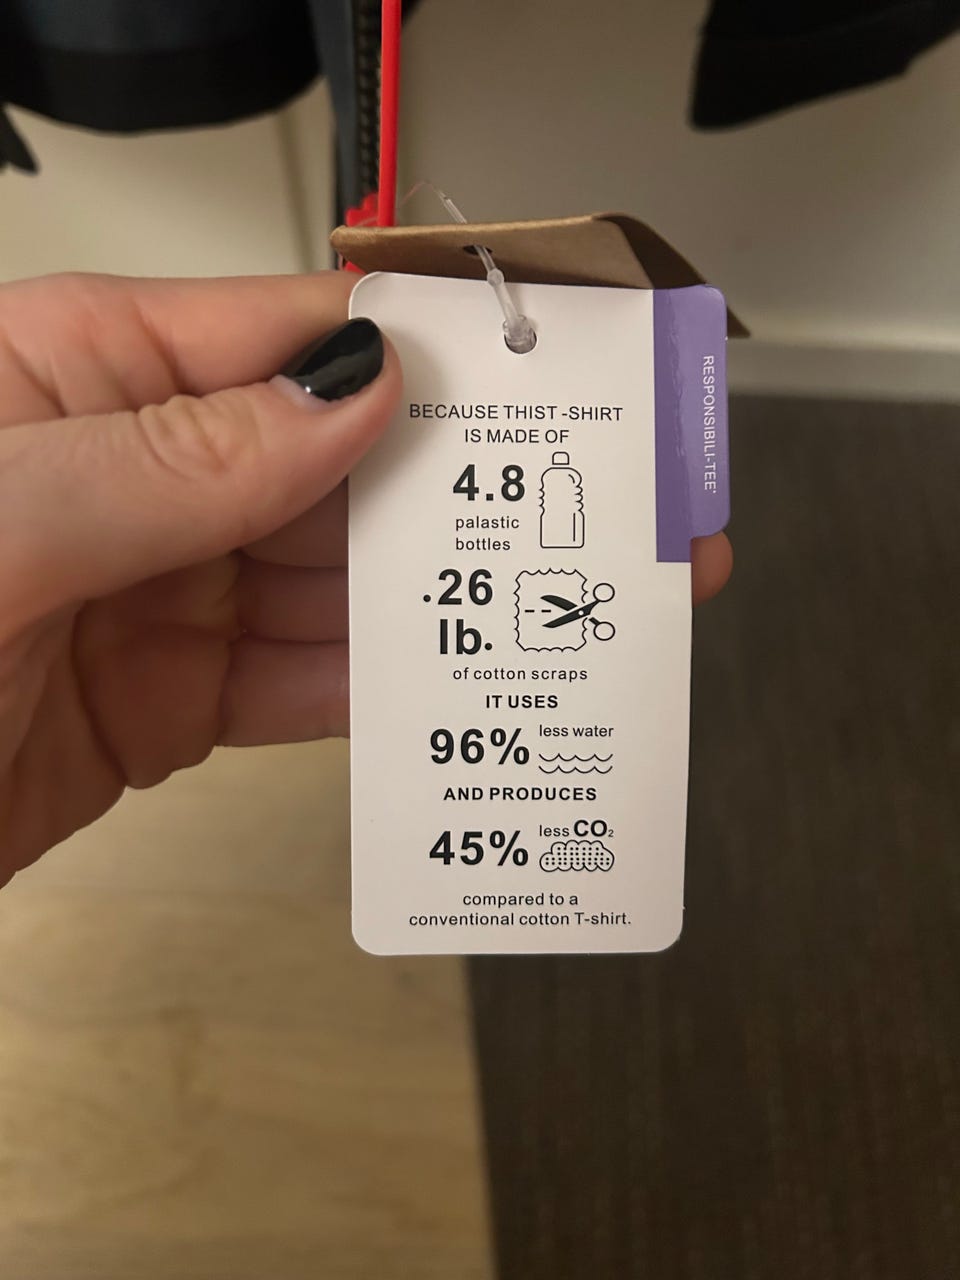 BECAUSE THIST -SHIRT
IS MADE OF
4.8
palastic
bottles
.26
lb.
of cotton scraps
IT USES
96% less water
AND PRODUCES
45% less CO₂
compared to a
conventional cotton T-shirt.
RESPONSIBILI-TEE'